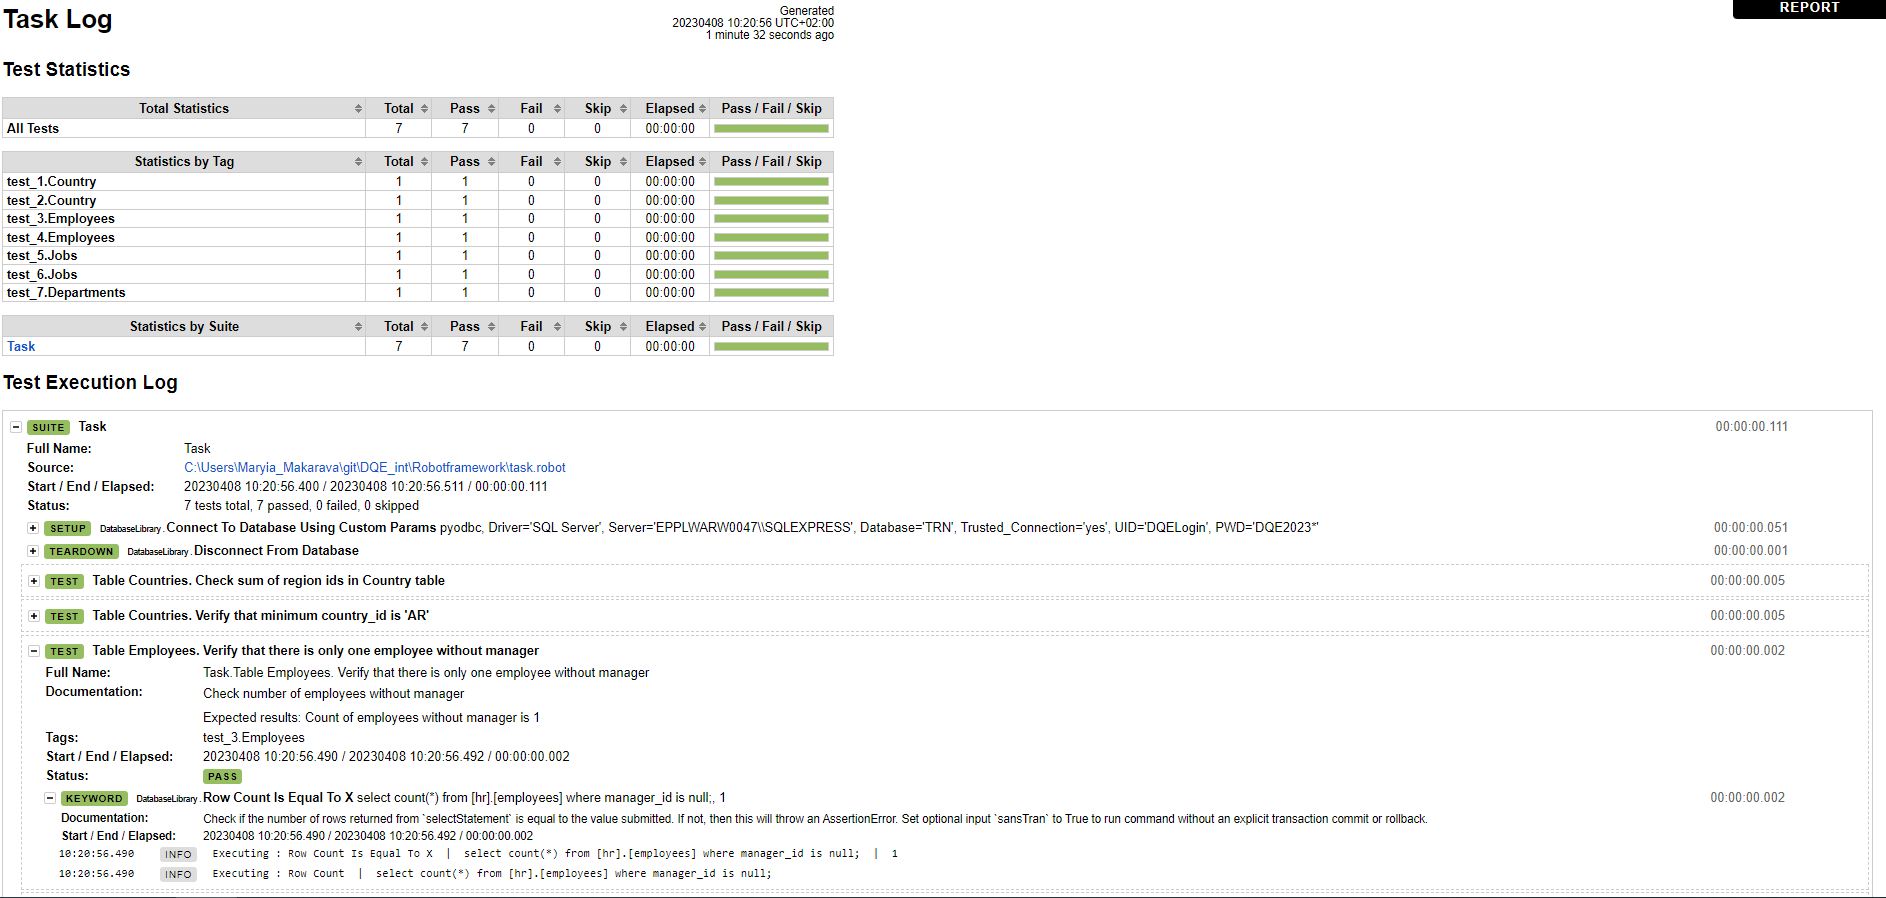 Task Log
Generated
20230408 10:20:56 UTC+02:00
1 minute 32 seconds ago
REPORT
Test Statistics
Total Statistics Total Pass Fail Skip Elapsed Pass / Fail / Skip
All Tests 7 7 0 0 00:00:00
Statistics by Tag Total Pass Fail Skip Elapsed Pass / Fail / Skip
test_1.Country 1 1 0 0 00:00:00
test_2.Country 1 1 0 0 00:00:00
test_3.Employees 1 1 0 0 00:00:00
test_4.Employees 1 1 0 0 00:00:00
test_5.Jobs 1 1 0 0 00:00:00
test_6.Jobs 1 1 0 0 00:00:00
test_7.Departments 1 1 0 0 00:00:00
Statistics by Suite Total Pass Fail Skip Elapsed Pass / Fail / Skip
Task 7 7 0 0 00:00:00
Test Execution Log
SUITE Task 00:00:00.111
Full Name: Task
Source: C:\Users\Maryia_Makarava\git\DQE_int\Robotframework\task.robot
Start / End / Elapsed: 20230408 10:20:56.400 / 20230408 10:20:56.511 / 00:00:00.111
Status: 7 tests total, 7 passed, 0 failed, 0 skipped
SETUP DatabaseLibrary.Connect To Database Using Custom Params pyodbc, Driver='SQL Server', Server='EPPLWARW0047\\SQLEXPRESS', Database='TRN', Trusted_Connection='yes', UID='DQELogin', PWD='DQE2023*' 00:00:00.051
TEARDOWN DatabaseLibrary.Disconnect From Database 00:00:00.001
TEST Table Countries. Check sum of region ids in Country table 00:00:00.005
TEST Table Countries. Verify that minimum country_id is 'AR' 00:00:00.005
TEST Table Employees. Verify that there is only one employee without manager 00:00:00.002
Full Name: Task.Table Employees. Verify that there is only one employee without manager
Documentation: Check number of employees without manager
Expected results: Count of employees without manager is 1
Tags: test_3.Employees
Start / End / Elapsed: 20230408 10:20:56.490 / 20230408 10:20:56.492 / 00:00:00.002
Status: PASS
KEYWORD DatabaseLibrary.Row Count Is Equal To X select count(*) from [hr].[employees] where manager_id is null;, 1 00:00:00.002
Documentation: Check if the number of rows returned from `selectStatement` is equal to the value submitted. If not, then this will throw an AssertionError. Set optional input `sansTran` to True to run command without an explicit transaction commit or rollback.
Start / End / Elapsed: 20230408 10:20:56.490 / 20230408 10:20:56.492 / 00:00:00.002
10:20:56.490 INFO Executing : Row Count Is Equal To X | select count(*) from [hr].[employees] where manager_id is null; | 1
10:20:56.490 INFO Executing : Row Count | select count(*) from [hr].[employees] where manager_id is null;